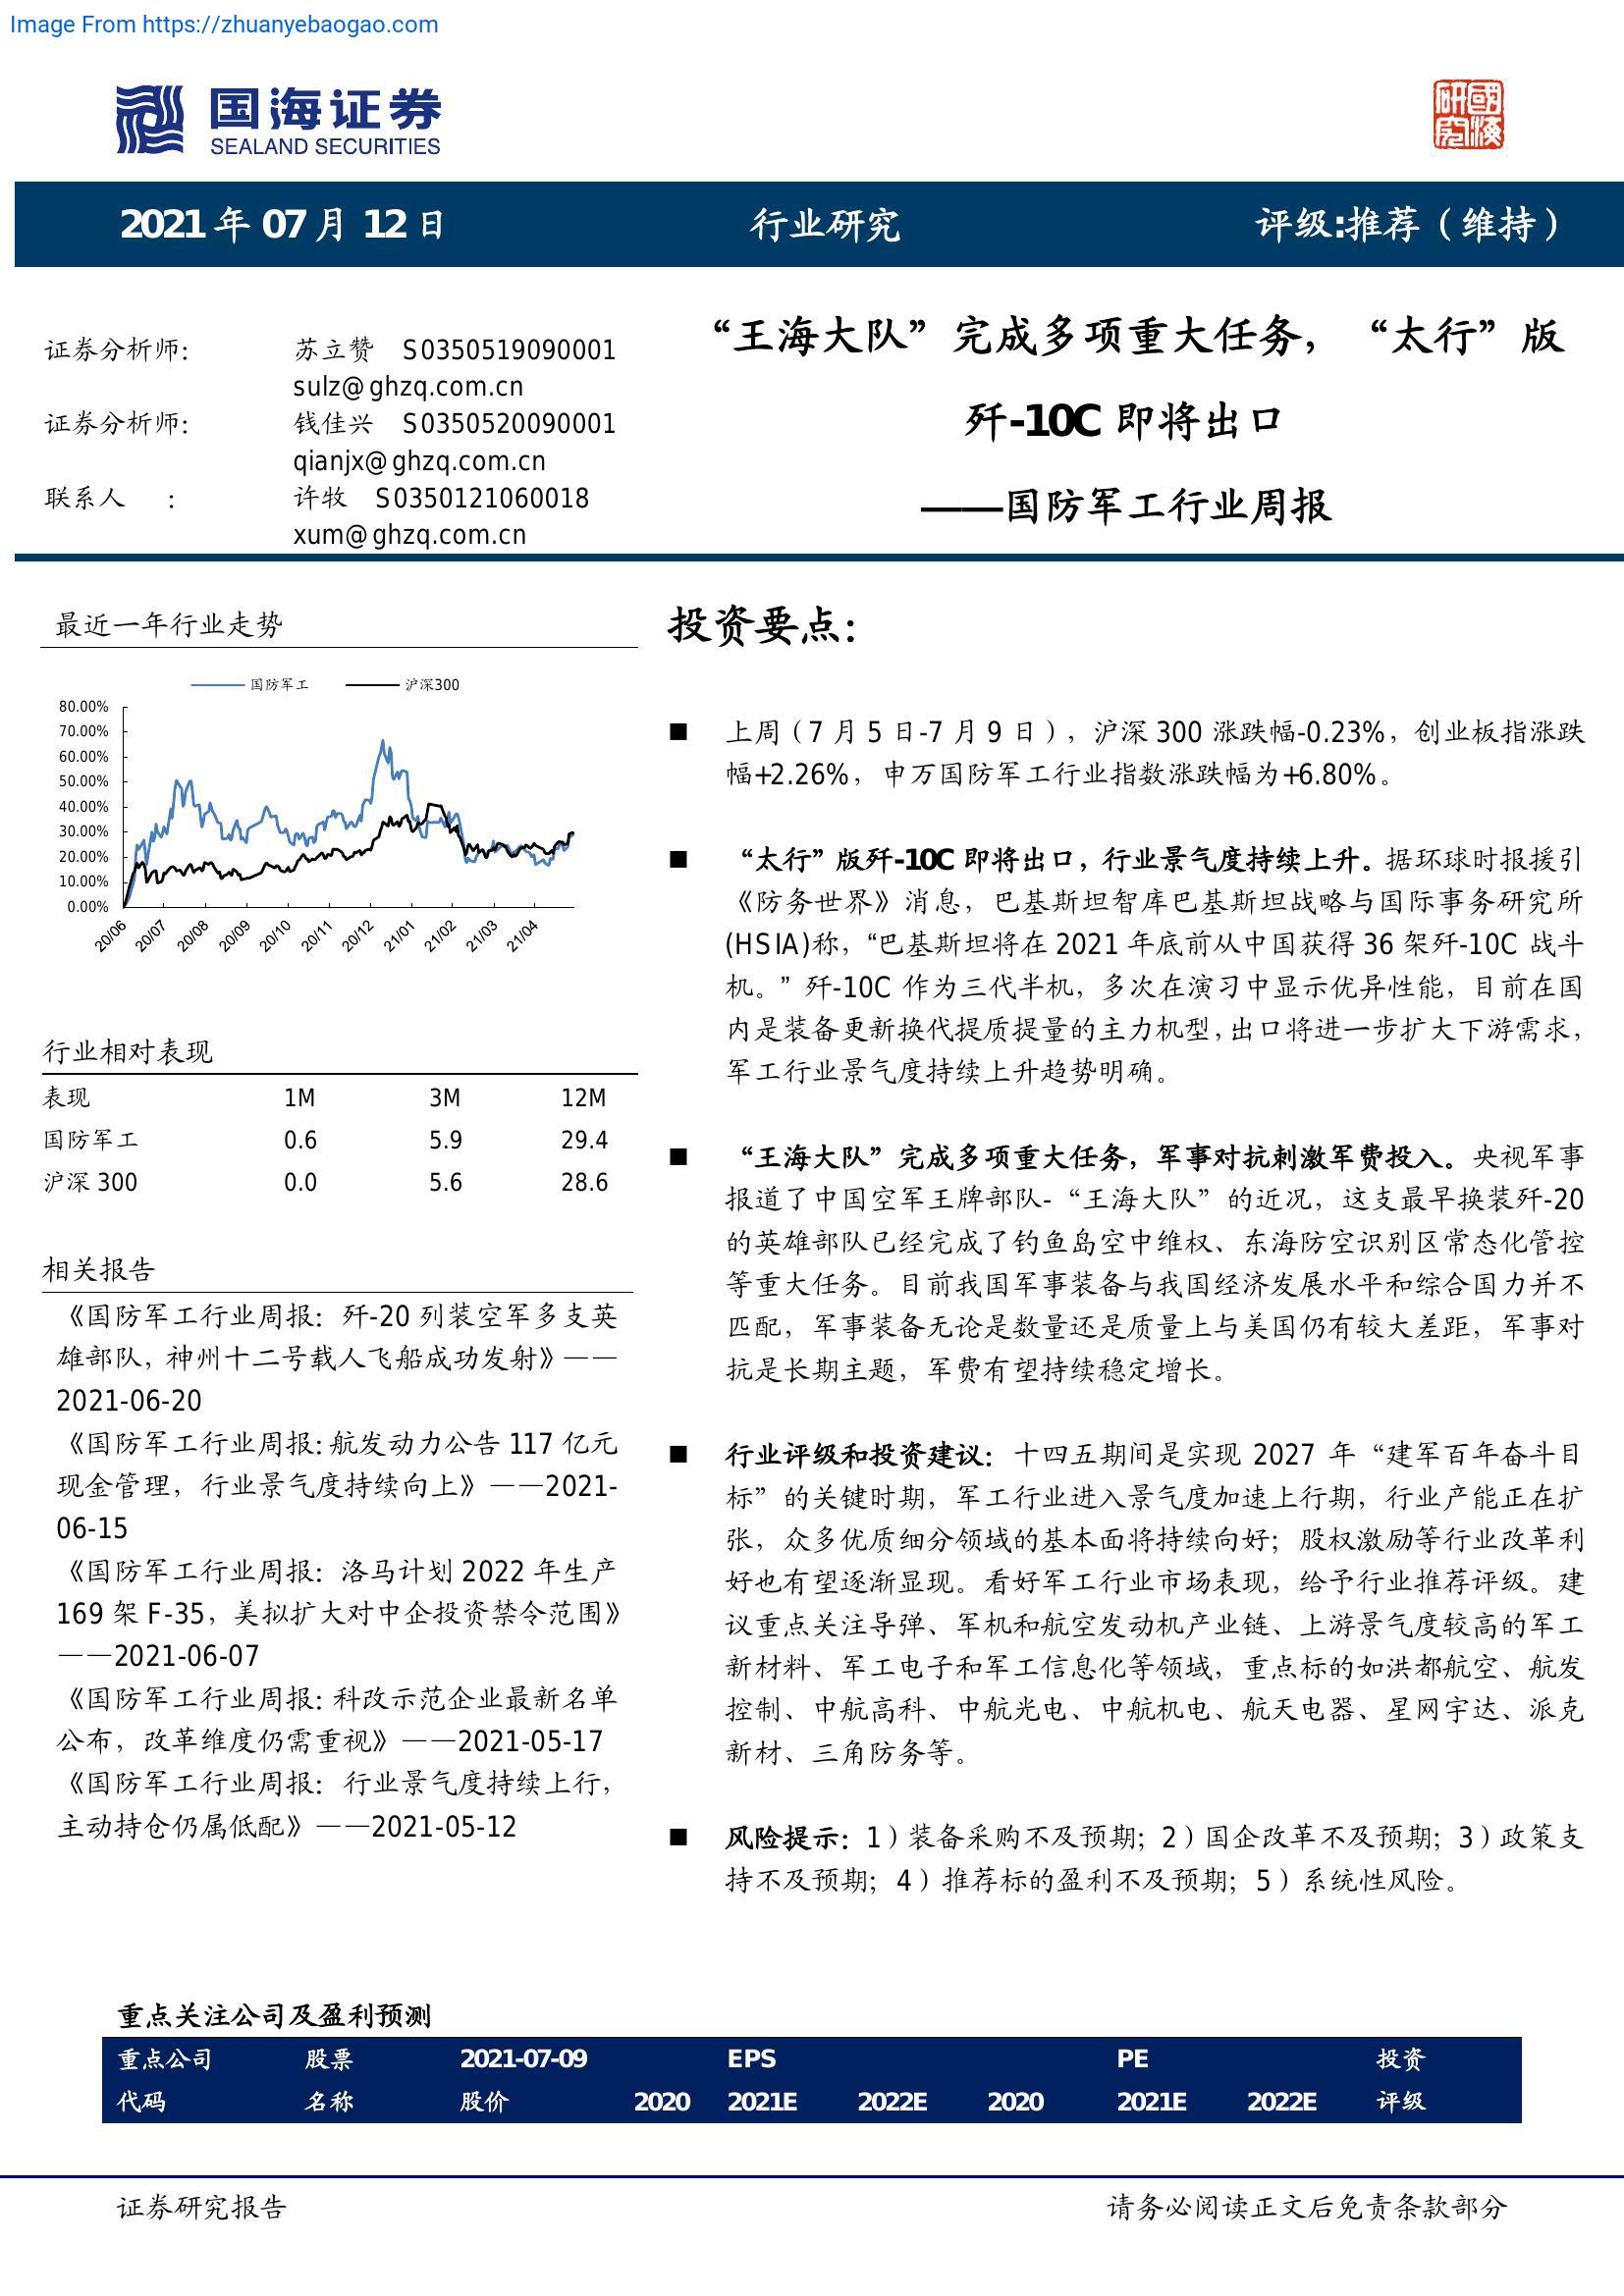 Image From https://zhuanyebaogao.com
国海证券
SEALAND SECURITIES
研究 國海
2021 年 07 月 12 日 行业研究 评级:推荐（维持）
证券分析师: 苏立赞 S0350519090001
sulz@ghzq.com.cn
证券分析师: 钱佳兴 S0350520090001
qianjx@ghzq.com.cn
联系人 : 许牧 S0350121060018
xum@ghzq.com.cn
“王海大队”完成多项重大任务，“太行”版
歼-10C 即将出口
——国防军工行业周报
最近一年行业走势
国防军工 沪深300
80.00%
70.00%
60.00%
50.00%
40.00%
30.00%
20.00%
10.00%
0.00%
20/06 20/07 20/08 20/09 20/10 20/11 20/12 21/01 21/02 21/03 21/04
行业相对表现
表现 1M 3M 12M
国防军工 0.6 5.9 29.4
沪深 300 0.0 5.6 28.6
相关报告
《国防军工行业周报：歼-20 列装空军多支英
雄部队，神州十二号载人飞船成功发射》——
2021-06-20
《国防军工行业周报：航发动力公告 117 亿元
现金管理，行业景气度持续向上》——2021-
06-15
《国防军工行业周报：洛马计划 2022 年生产
169 架 F-35，美拟扩大对中企投资禁令范围》
——2021-06-07
《国防军工行业周报：科改示范企业最新名单
公布，改革维度仍需重视》——2021-05-17
《国防军工行业周报：行业景气度持续上行，
主动持仓仍属低配》——2021-05-12
投资要点：
■ 上周（7 月 5 日-7 月 9 日），沪深 300 涨跌幅-0.23%，创业板指涨跌
幅+2.26%，申万国防军工行业指数涨跌幅为+6.80%。
■ “太行”版歼-10C 即将出口，行业景气度持续上升。据环球时报援引
《防务世界》消息，巴基斯坦智库巴基斯坦战略与国际事务研究所
(HSIA)称，“巴基斯坦将在 2021 年底前从中国获得 36 架歼-10C 战斗
机。”歼-10C 作为三代半机，多次在演习中显示优异性能，目前在国
内是装备更新换代提质提量的主力机型，出口将进一步扩大下游需求，
军工行业景气度持续上升趋势明确。
■ “王海大队”完成多项重大任务，军事对抗刺激军费投入。央视军事
报道了中国空军王牌部队-“王海大队”的近况，这支最早换装歼-20
的英雄部队已经完成了钓鱼岛空中维权、东海防空识别区常态化管控
等重大任务。目前我国军事装备与我国经济发展水平和综合国力并不
匹配，军事装备无论是数量还是质量上与美国仍有较大差距，军事对
抗是长期主题，军费有望持续稳定增长。
■ 行业评级和投资建议：十四五期间是实现 2027 年“建军百年奋斗目
标”的关键时期，军工行业进入景气度加速上行期，行业产能正在扩
张，众多优质细分领域的基本面将持续向好；股权激励等行业改革利
好也有望逐渐显现。看好军工行业市场表现，给予行业推荐评级。建
议重点关注导弹、军机和航空发动机产业链、上游景气度较高的军工
新材料、军工电子和军工信息化等领域，重点标的如洪都航空、航发
控制、中航高科、中航光电、中航机电、航天电器、星网宇达、派克
新材、三角防务等。
■ 风险提示：1）装备采购不及预期；2）国企改革不及预期；3）政策支
持不及预期；4）推荐标的盈利不及预期；5）系统性风险。
重点关注公司及盈利预测
重点公司 股票 2021-07-09 EPS PE 投资
代码 名称 股价 2020 2021E 2022E 2020 2021E 2022E 评级
证券研究报告 请务必阅读正文后免责条款部分